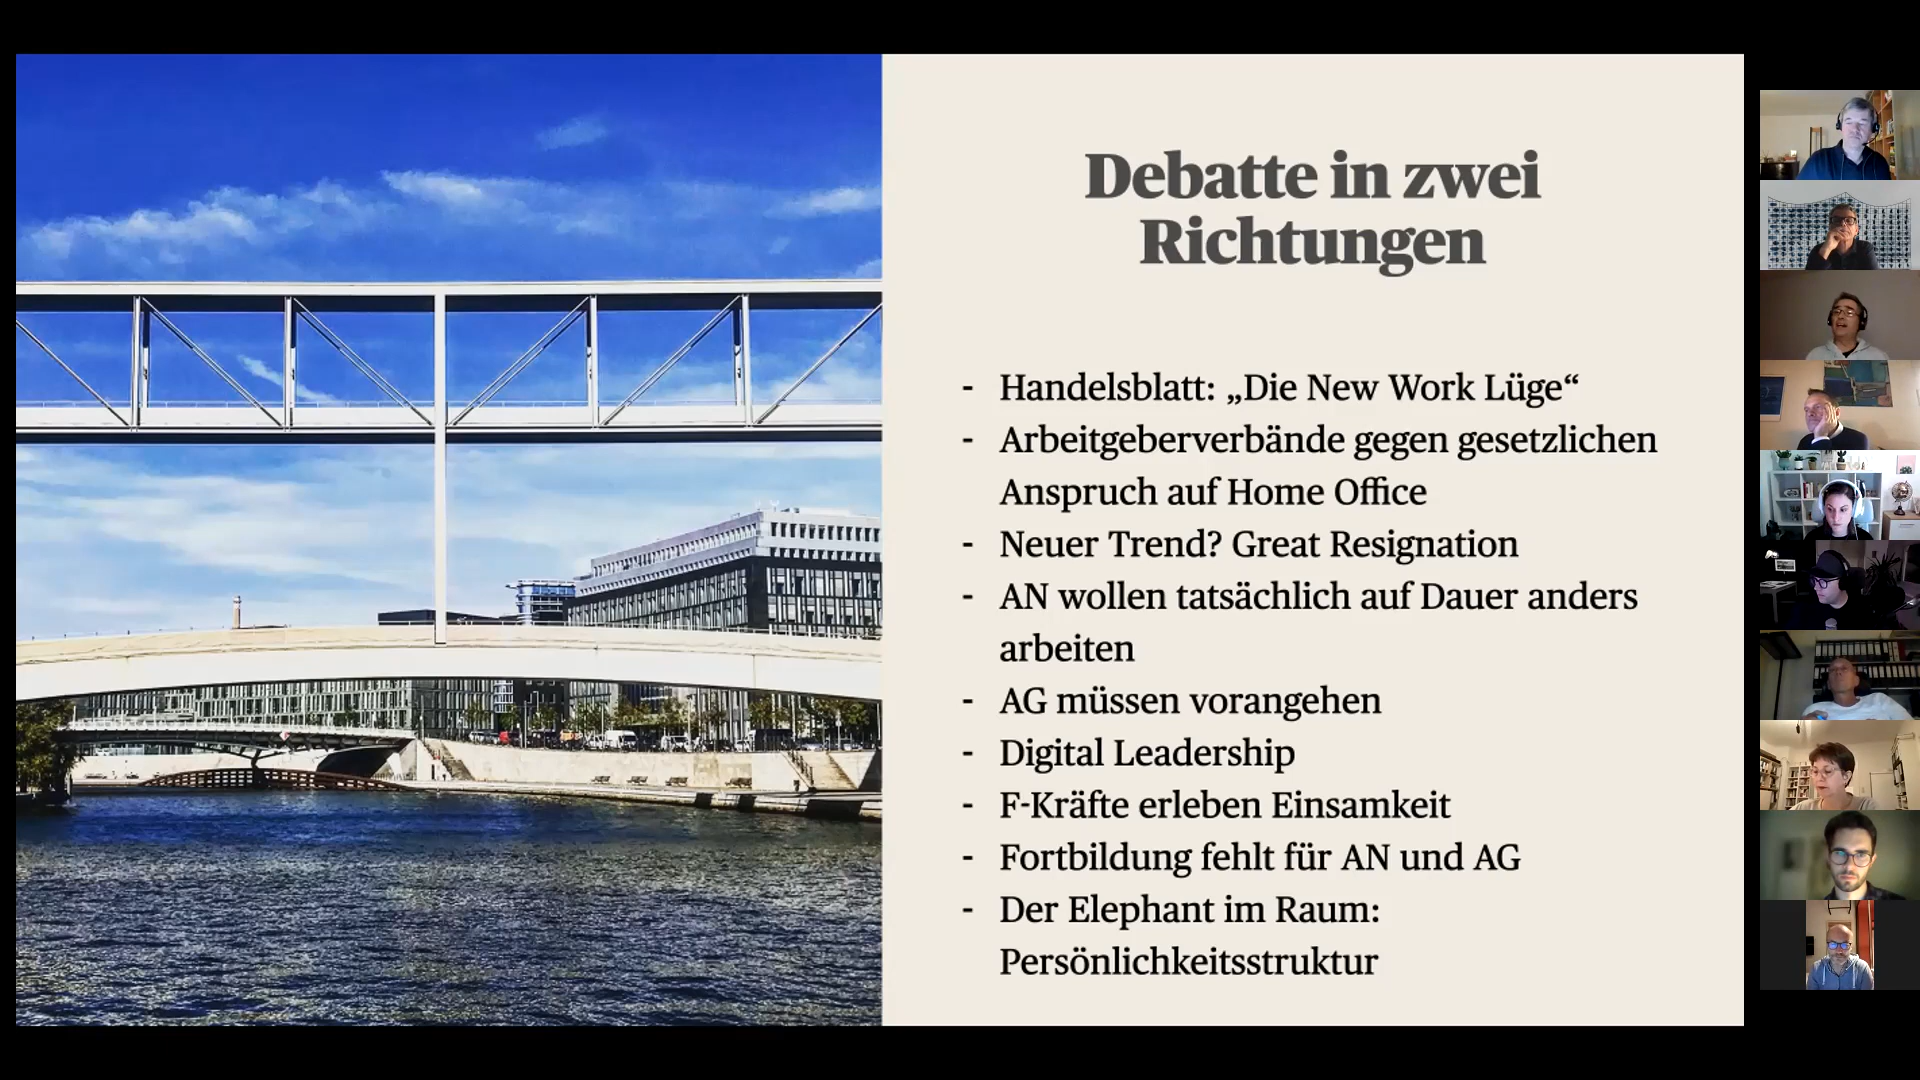 Debatte in zwei
Richtungen
- Handelsblatt: „Die New Work Lüge“
- Arbeitgeberverbände gegen gesetzlichen
Anspruch auf Home Office
- Neuer Trend? Great Resignation
- AN wollen tatsächlich auf Dauer anders
arbeiten
- AG müssen vorangehen
- Digital Leadership
- F-Kräfte erleben Einsamkeit
- Fortbildung fehlt für AN und AG
- Der Elephant im Raum:
Persönlichkeitsstruktur